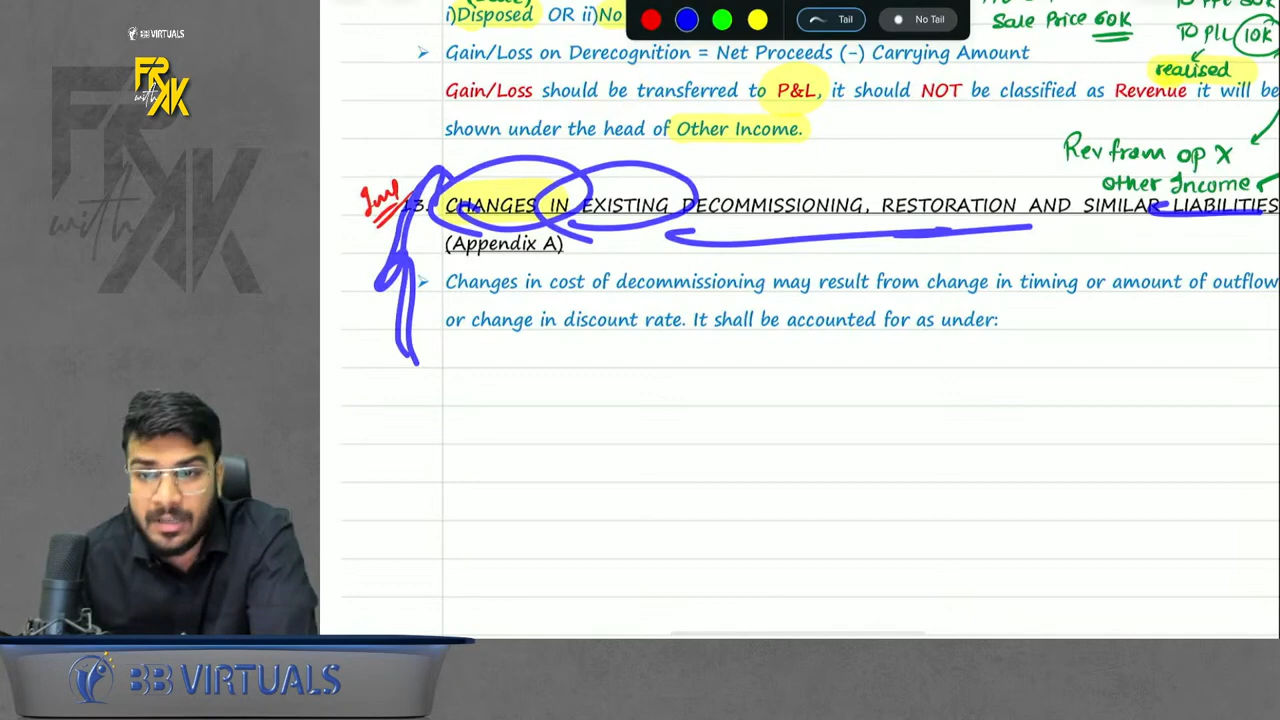 BB VIRTUALS
FR
with
AK
FR
with
AK
i)Disposed OR ii)No
Tail
No Tail
Sale Price 60K
To P|L 10K
realised
Gain/Loss on Derecognition = Net Proceeds (-) Carrying Amount
Gain/Loss should be transferred to P&L, it should NOT be classified as Revenue it will be
shown under the head of Other Income.
Rev from op X
Other Income
Imp
13. CHANGES IN EXISTING DECOMMISSIONING, RESTORATION AND SIMILAR LIABILITIES
(Appendix A)
Changes in cost of decommissioning may result from change in timing or amount of outflow
or change in discount rate. It shall be accounted for as under:
BB VIRTUALS